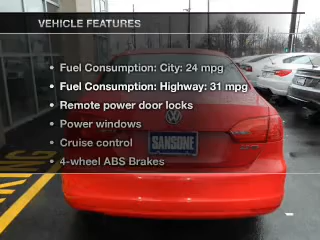 VEHICLE FEATURES
• Fuel Consumption: City: 24 mpg
• Fuel Consumption: Highway: 31 mpg
• Remote power door locks
• Power windows
• Cruise control
• 4-wheel ABS Brakes
SANSONE